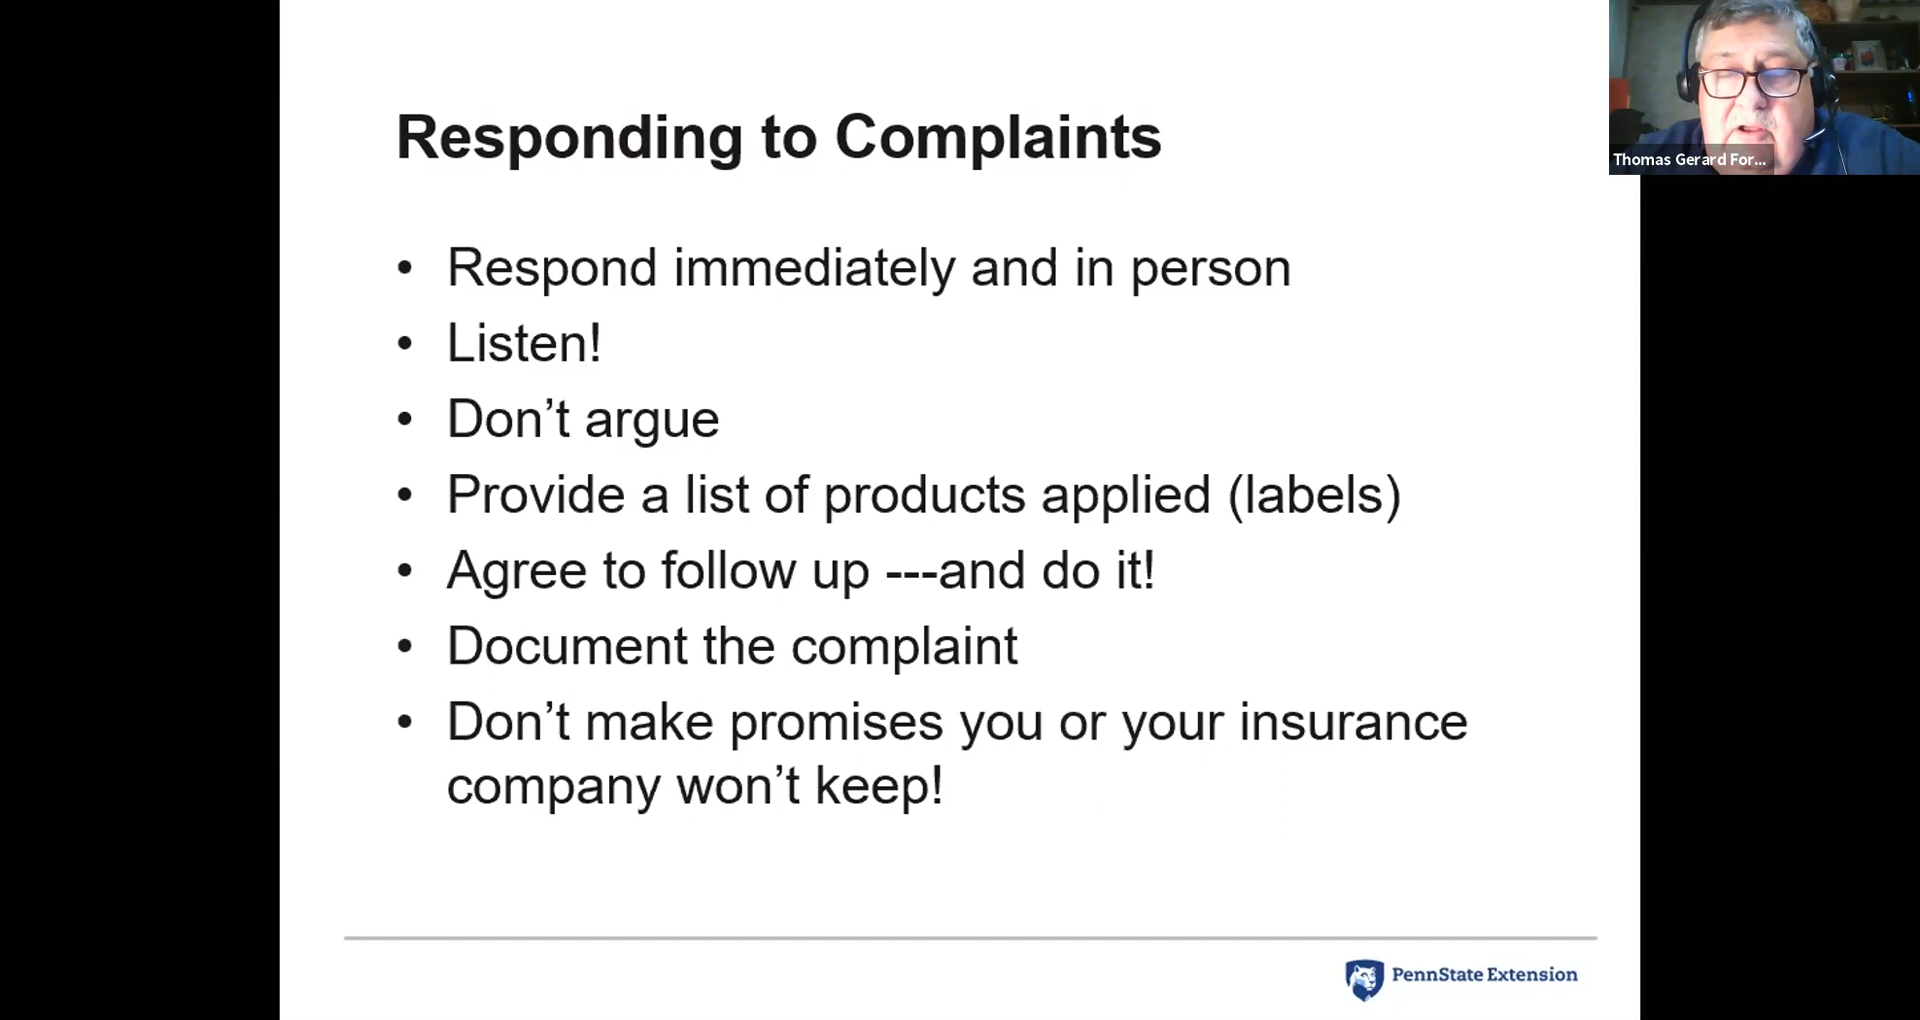 Responding to Complaints
• Respond immediately and in person
• Listen!
• Don’t argue
• Provide a list of products applied (labels)
• Agree to follow up ---and do it!
• Document the complaint
• Don’t make promises you or your insurance
company won’t keep!
Thomas Gerard For...
PennState Extension